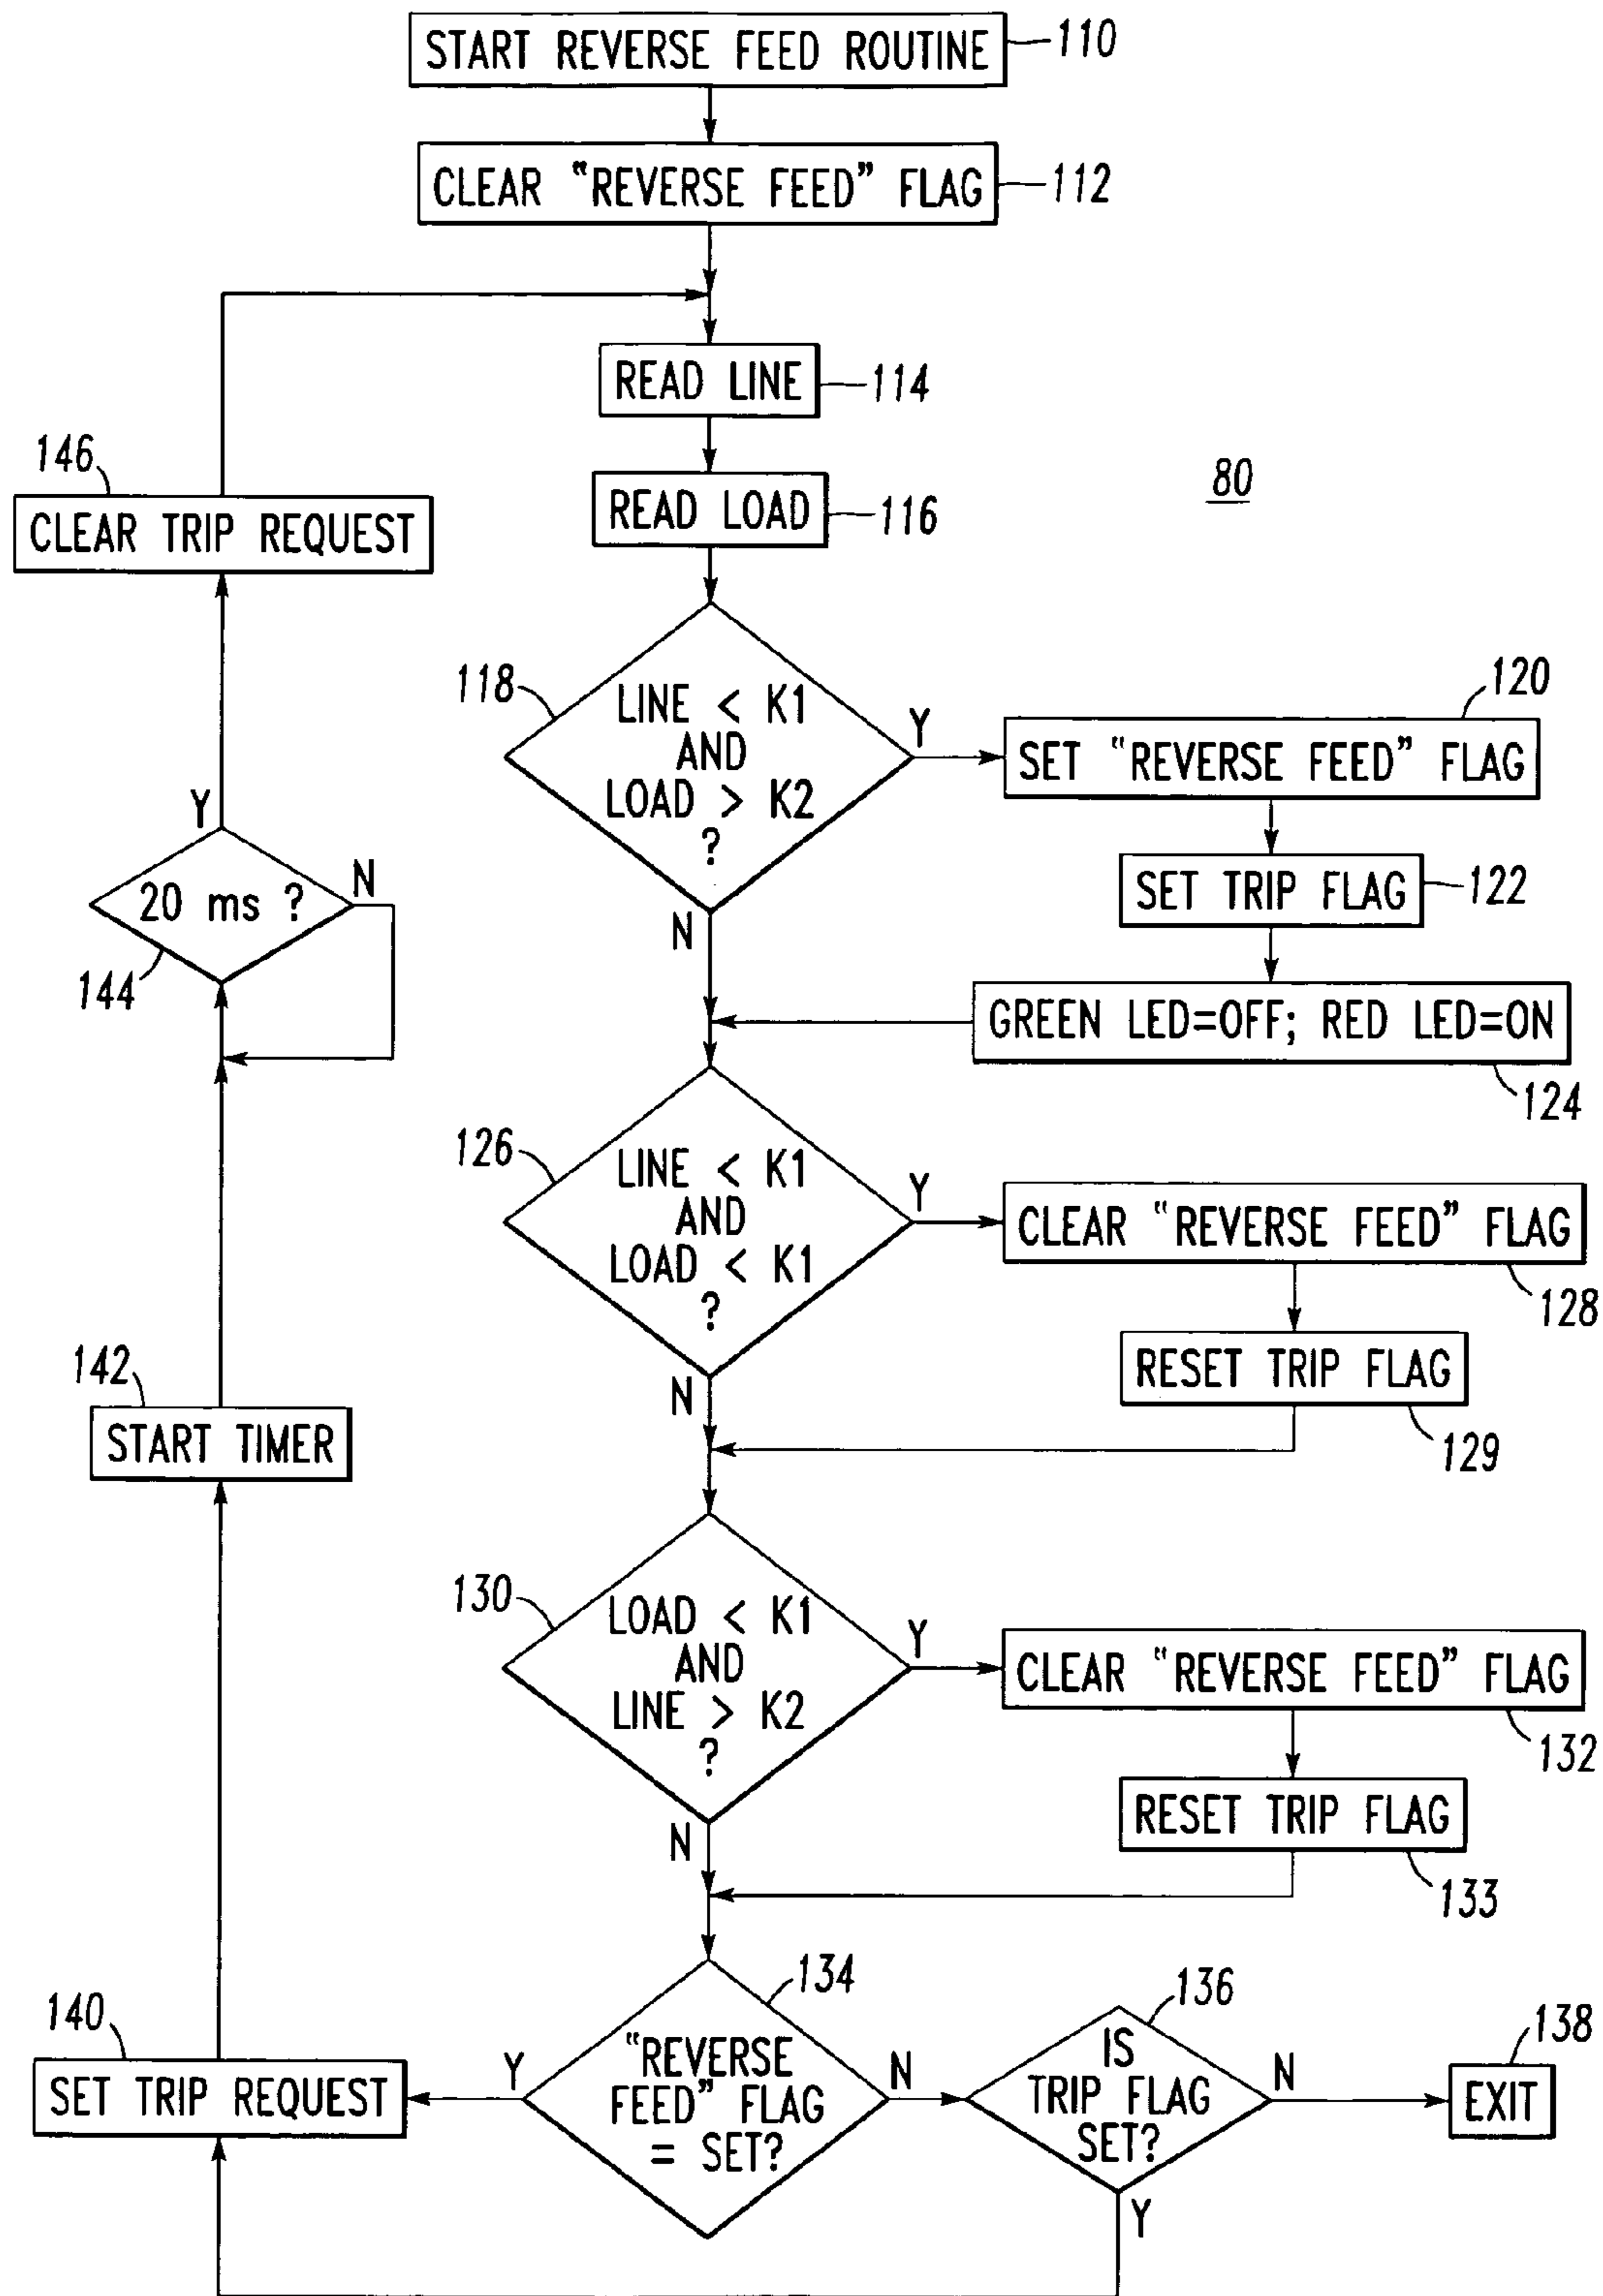 START REVERSE FEED ROUTINE
110
CLEAR "REVERSE FEED" FLAG
112
READ LINE
114
146
CLEAR TRIP REQUEST
READ LOAD
116
80
118
LINE < K1
AND
LOAD > K2
?
Y
N
120
SET "REVERSE FEED" FLAG
SET TRIP FLAG
122
GREEN LED=OFF; RED LED=ON
124
Y
20 ms ?
N
144
126
LINE < K1
AND
LOAD < K1
?
Y
N
CLEAR "REVERSE FEED" FLAG
128
RESET TRIP FLAG
129
142
START TIMER
130
LOAD < K1
AND
LINE > K2
?
Y
N
CLEAR "REVERSE FEED" FLAG
132
RESET TRIP FLAG
133
134
"REVERSE
FEED" FLAG
= SET?
Y
N
136
IS
TRIP FLAG
SET?
N
Y
138
EXIT
140
SET TRIP REQUEST